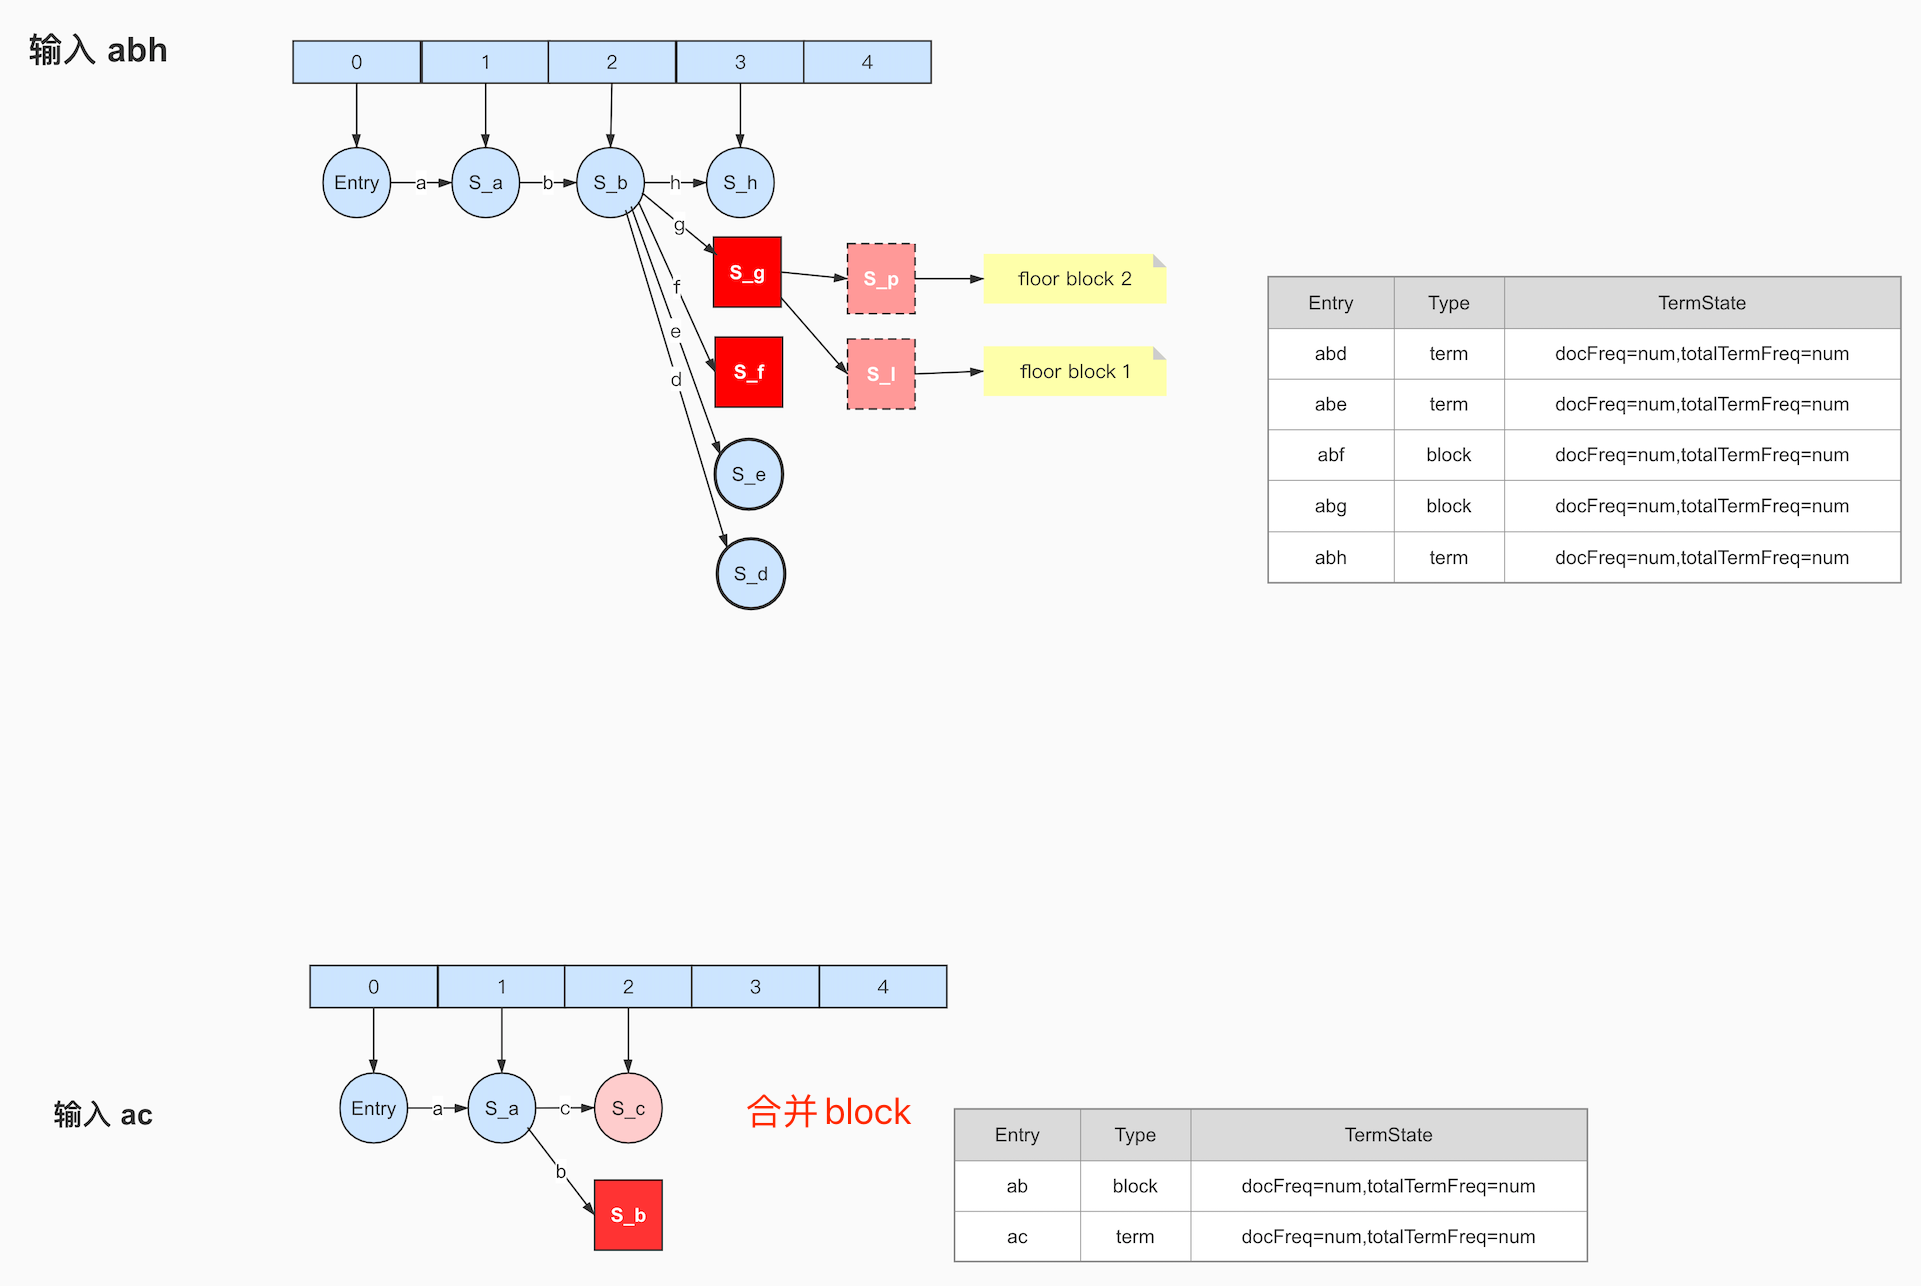 输入 abh
0 1 2 3 4
Entry a S_a b S_b h S_h
g
S_g S_p floor block 2
f
S_f S_l floor block 1
e
d
S_e
S_d
Entry Type TermState
abd term docFreq=num,totalTermFreq=num
abe term docFreq=num,totalTermFreq=num
abf block docFreq=num,totalTermFreq=num
abg block docFreq=num,totalTermFreq=num
abh term docFreq=num,totalTermFreq=num
0 1 2 3 4
输入 ac
Entry a S_a c S_c
b
S_b
合并 block
Entry Type TermState
ab block docFreq=num,totalTermFreq=num
ac term docFreq=num,totalTermFreq=num